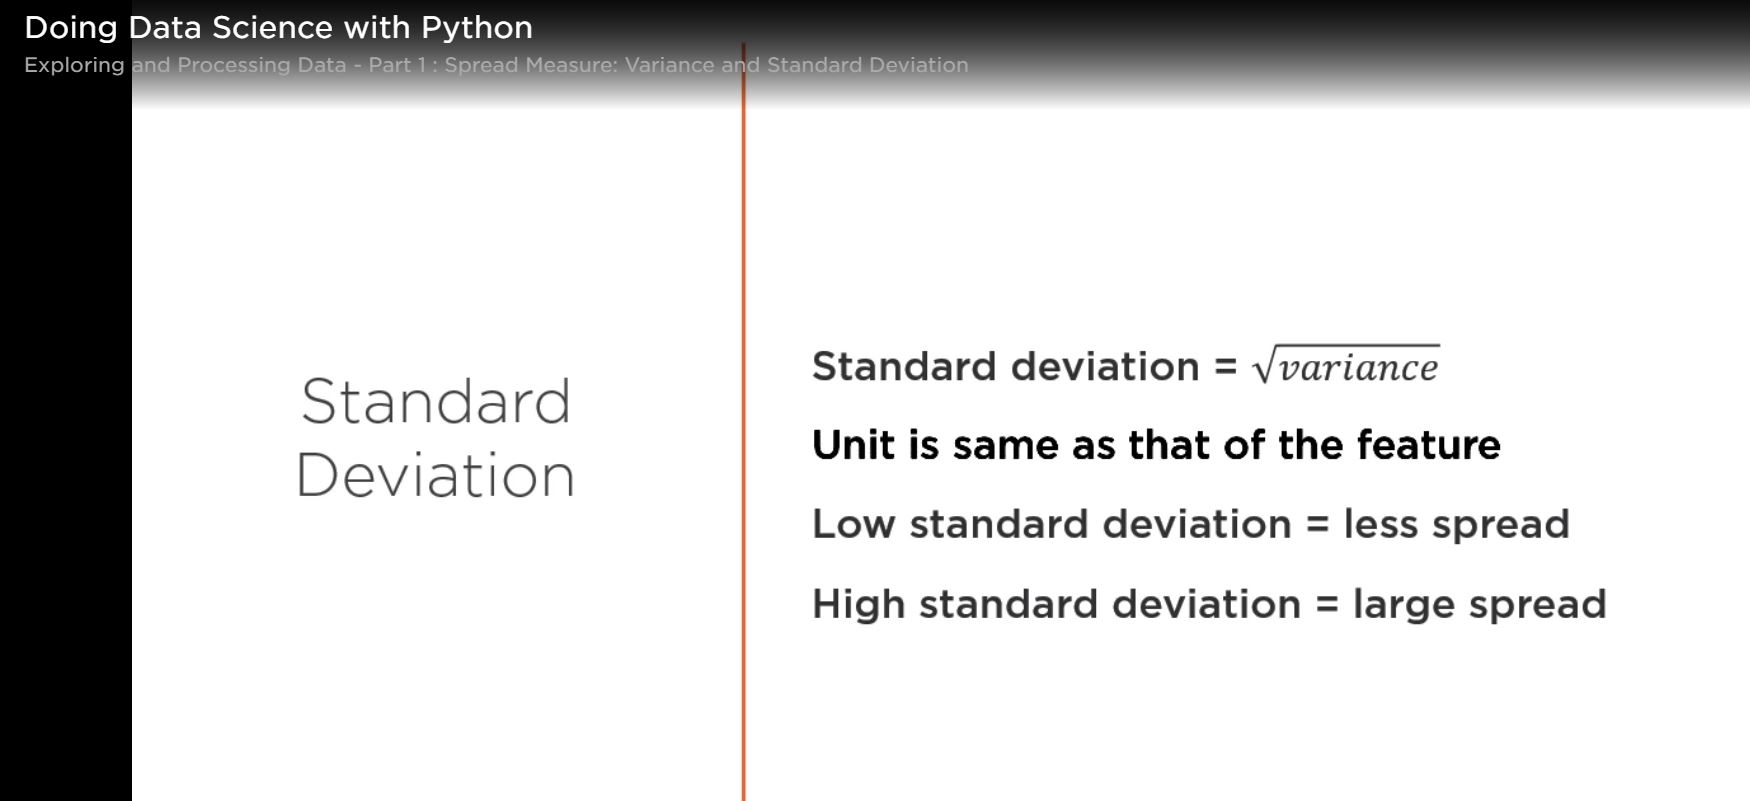 Doing Data Science with Python
Exploring and Processing Data - Part 1 : Spread Measure: Variance and Standard Deviation
Standard
Deviation
Standard deviation = √variance
Unit is same as that of the feature
Low standard deviation = less spread
High standard deviation = large spread